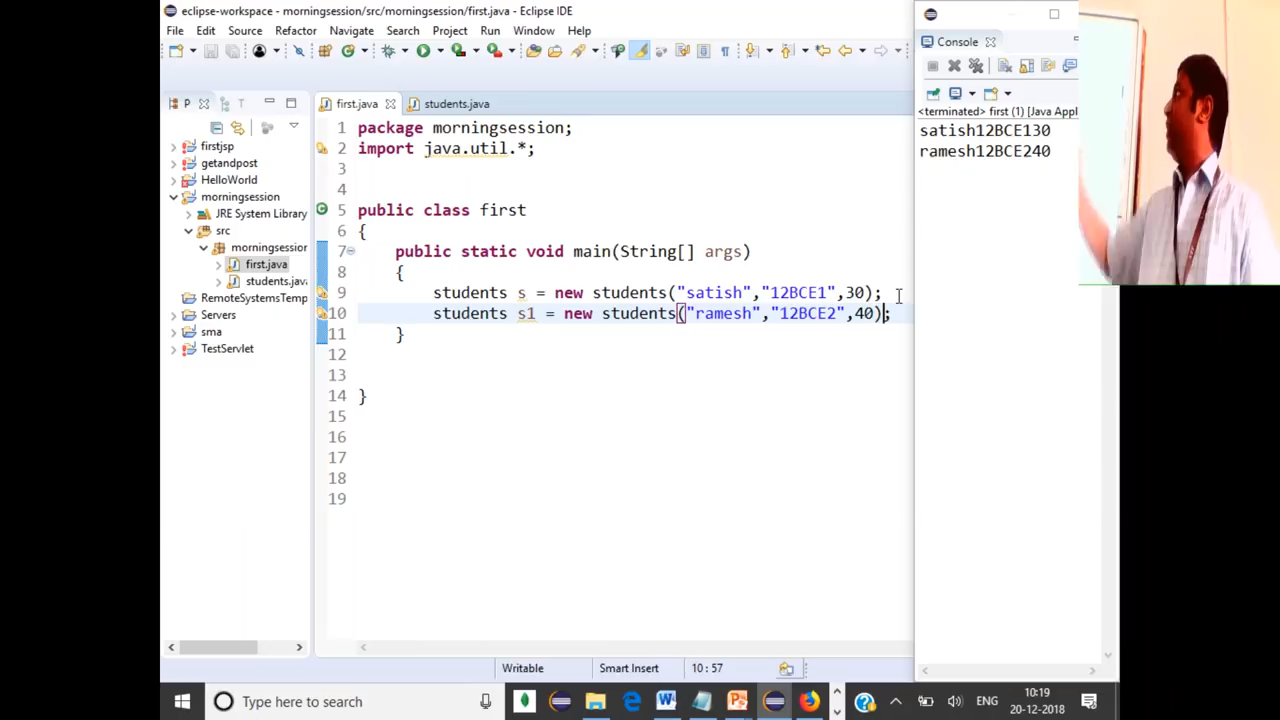 eclipse-workspace - morningsession/src/morningsession/first.java - Eclipse IDE
File Edit Source Refactor Navigate Search Project Run Window Help
P
T
first.java
students.java
Console
<terminated> first (1) [Java Appl
satish12BCE130
ramesh12BCE240
firstjsp
getandpost
HelloWorld
morningsession
JRE System Library
src
morningsession
first.java
students.java
RemoteSystemsTemp
Servers
sma
TestServlet
1 package morningsession;
2 import java.util.*;
3
4
5 public class first
6 {
7 public static void main(String[] args)
8 {
9 students s = new students("satish","12BCE1",30);
10 students s1 = new students("ramesh","12BCE2",40);
11 }
12
13
14 }
15
16
17
18
19
Writable Smart Insert 10 : 57
Type here to search
ENG
10:19
20-12-2018